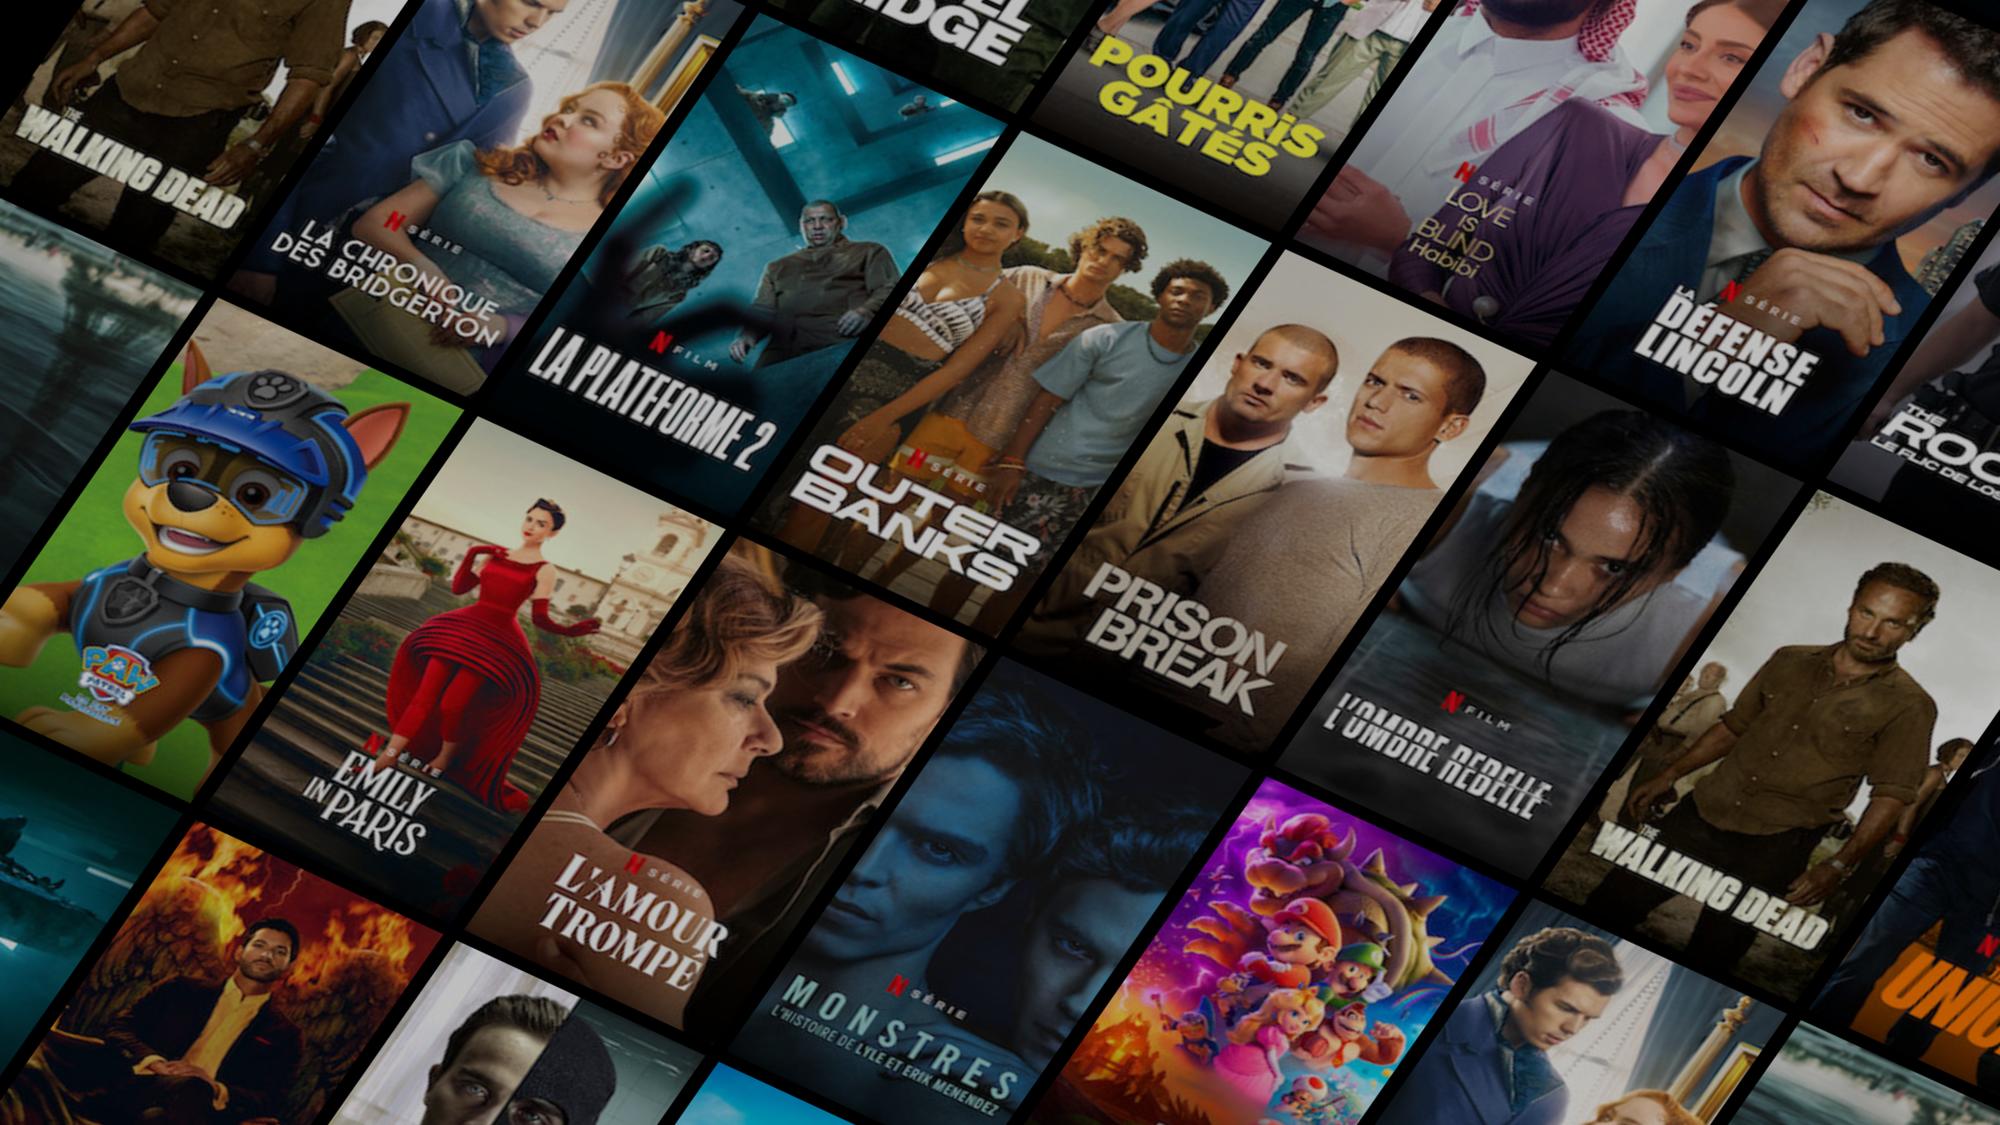 THE
WALKING DEAD
N SÉRIE
LA CHRONIQUE
DES BRIDGERTON
N FILM
LA PLATEFORME 2
IDGE
POURRIS
GÂTÉS
N SÉRIE
LOVE
IS
BLIND
Habibi
N SÉRIE
LA
DÉFENSE
LINCOLN
THE
ROO
LE FLIC DE LOS
PAW
PATROL
N SÉRIE
EMILY
IN PARIS
N SÉRIE
L'AMOUR
TROMPÉ
N SÉRIE
OUTER
BANKS
PRISON
BREAK
N FILM
L'OMBRE REBELLE
THE
WALKING DEAD
N SÉRIE
MONSTRES
L'HISTOIRE DE LYLE ET ERIK MENENDEZ
N
UNIO